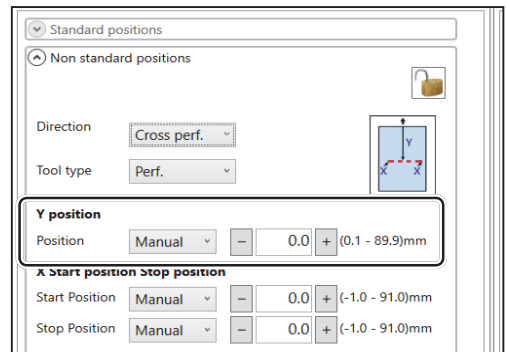 Standard positions
Non standard positions
Direction
Cross perf.
Y
X X
Tool type Perf.
Y position
Position Manual - 0.0 + (0.1 - 89.9)mm
X Start position Stop position
Start Position Manual - 0.0 + (-1.0 - 91.0)mm
Stop Position Manual - 0.0 + (-1.0 - 91.0)mm